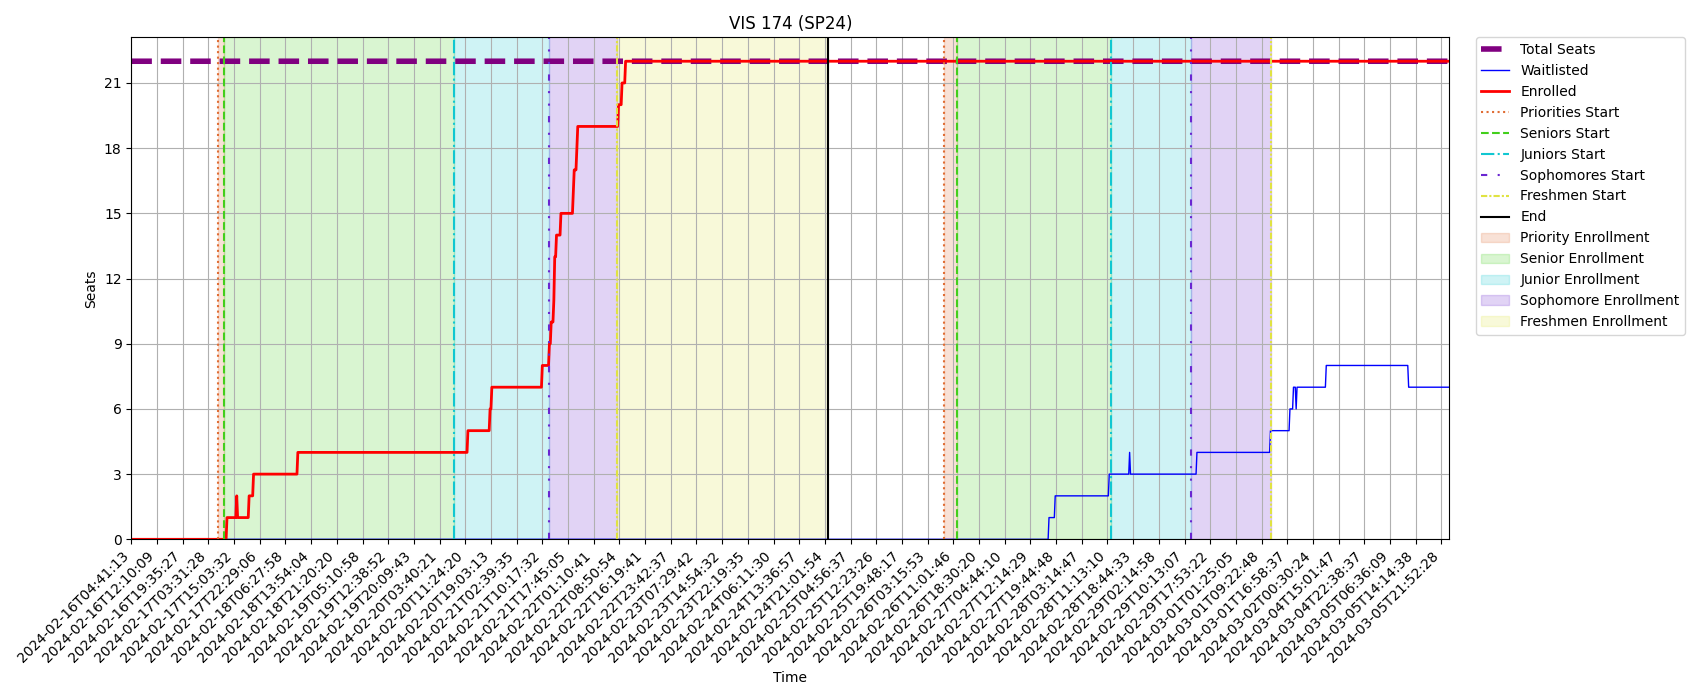 VIS 174 (SP24)
Total Seats
Waitlisted
Enrolled
Priorities Start
Seniors Start
Juniors Start
Sophomores Start
Freshmen Start
End
Priority Enrollment
Senior Enrollment
Junior Enrollment
Sophomore Enrollment
Freshmen Enrollment
Seats
21
18
15
12
9
6
3
0
2024-02-16T04:41:13
2024-02-16T12:10:09
2024-02-16T19:35:27
2024-02-17T03:31:28
2024-02-17T15:03:32
2024-02-17T22:29:06
2024-02-18T06:27:58
2024-02-18T13:54:04
2024-02-18T21:20:20
2024-02-19T05:10:58
2024-02-19T12:38:52
2024-02-19T20:09:43
2024-02-20T03:40:21
2024-02-20T11:24:20
2024-02-20T19:03:13
2024-02-21T02:39:35
2024-02-21T10:17:32
2024-02-21T17:45:05
2024-02-22T01:10:41
2024-02-22T08:50:54
2024-02-22T16:19:41
2024-02-22T23:42:37
2024-02-23T07:29:42
2024-02-23T14:54:32
2024-02-23T22:19:35
2024-02-24T06:11:30
2024-02-24T13:36:57
2024-02-24T21:01:54
2024-02-25T04:56:37
2024-02-25T12:23:26
2024-02-25T19:48:17
2024-02-26T03:15:53
2024-02-26T11:01:46
2024-02-26T18:30:20
2024-02-27T04:44:10
2024-02-27T12:14:29
2024-02-27T19:44:48
2024-02-28T03:14:47
2024-02-28T11:13:10
2024-02-28T18:44:33
2024-02-29T02:14:58
2024-02-29T10:13:07
2024-02-29T17:53:22
2024-03-01T01:25:05
2024-03-01T09:22:48
2024-03-01T16:58:37
2024-03-02T00:30:24
2024-03-04T15:01:47
2024-03-04T22:38:37
2024-03-05T06:36:09
2024-03-05T14:14:38
2024-03-05T21:52:28
Time